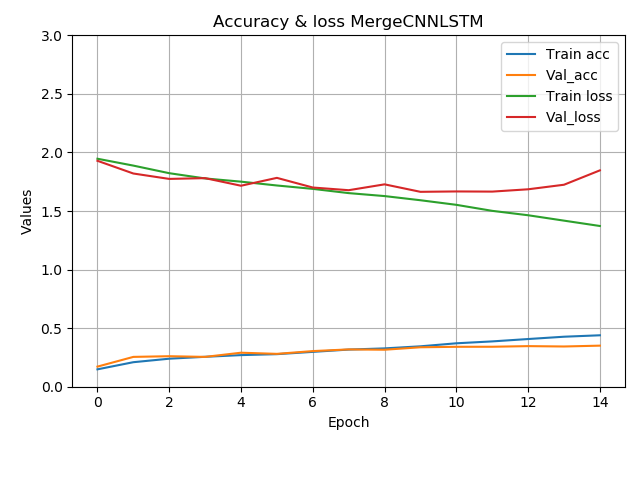 Accuracy & loss MergeCNNLSTM
3.0
2.5
2.0
1.5
1.0
0.5
0.0
Values
Train acc
Val_acc
Train loss
Val_loss
0 2 4 6 8 10 12 14
Epoch